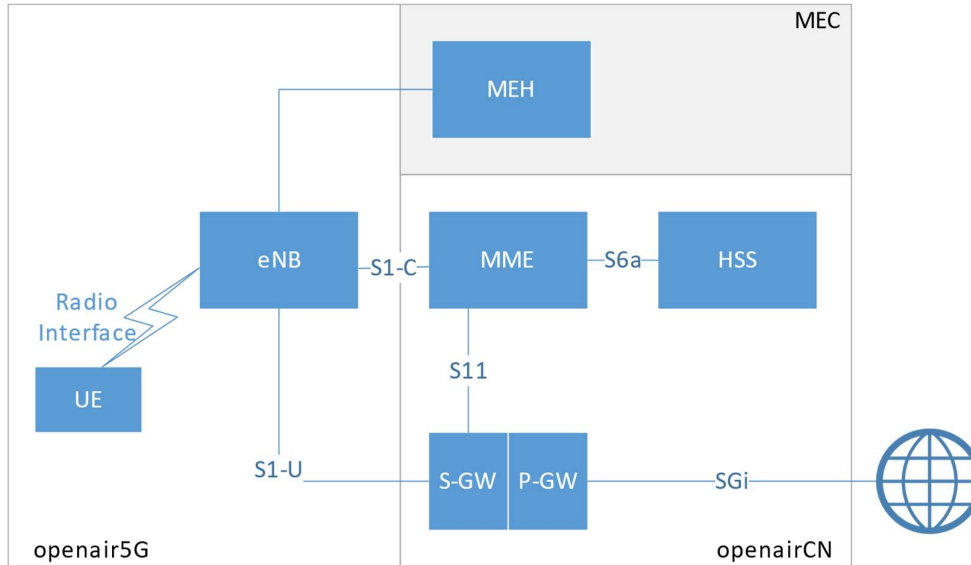 MEC
MEH
eNB
S1-C
MME
S6a
HSS
Radio
Interface
S11
UE
S1-U
S-GW
P-GW
SGi
openair5G
openairCN